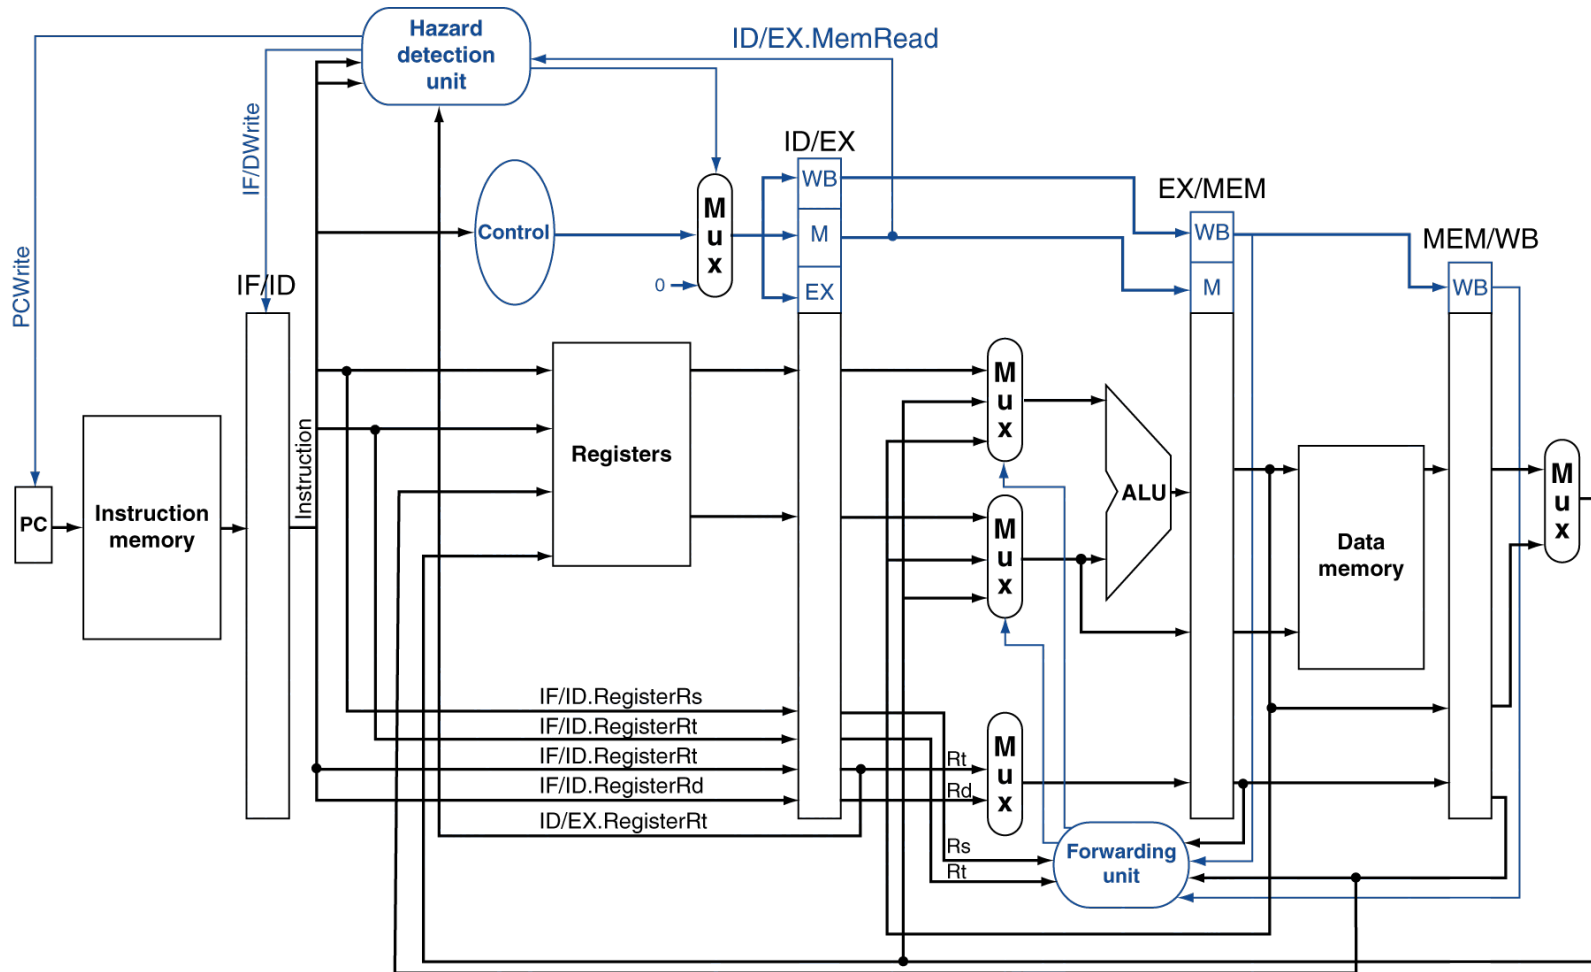 Hazard
detection
unit
ID/EX.MemRead
IF/DWrite
PCWrite
ID/EX
WB
M
EX
Control
M
u
x
0
EX/MEM
WB
M
MEM/WB
WB
IF/ID
PC
Instruction
memory
Instruction
Registers
M
u
x
M
u
x
ALU
Data
memory
M
u
x
IF/ID.RegisterRs
IF/ID.RegisterRt
IF/ID.RegisterRt
IF/ID.RegisterRd
ID/EX.RegisterRt
Rt
Rd
M
u
x
Rs
Rt
Forwarding
unit